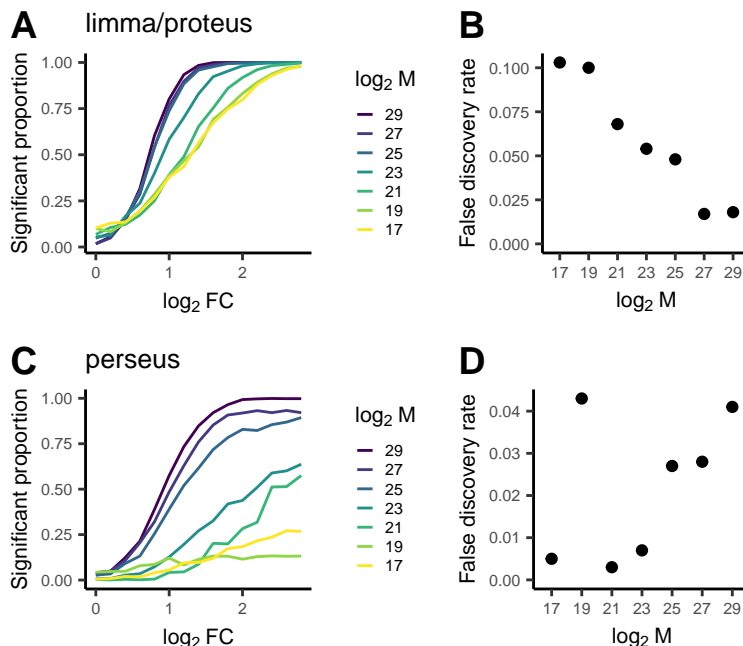 A limma/proteus
Significant proportion
1.00
0.75
0.50
0.25
0.00
0 1 2
log₂ FC
log₂ M
29
27
25
23
21
19
17
B
False discovery rate
0.100
0.075
0.050
0.025
0.000
17 19 21 23 25 27 29
log₂ M
C perseus
Significant proportion
1.00
0.75
0.50
0.25
0.00
0 1 2
log₂ FC
log₂ M
29
27
25
23
21
19
17
D
False discovery rate
0.04
0.03
0.02
0.01
0.00
17 19 21 23 25 27 29
log₂ M